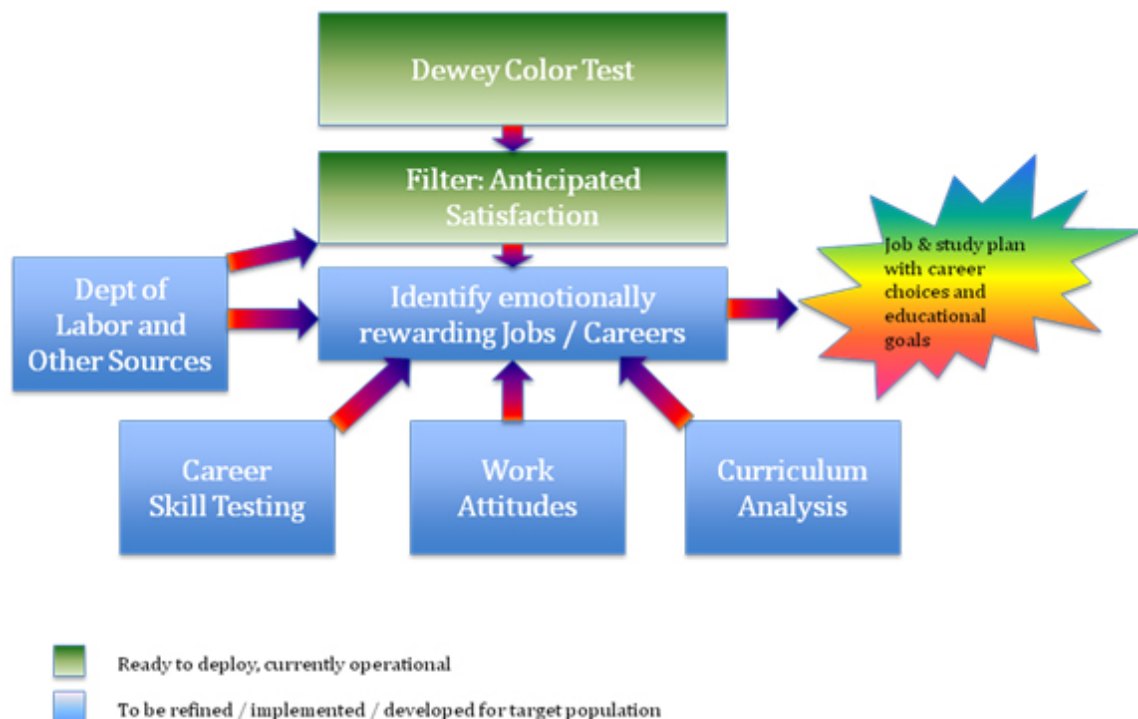 Dewey Color Test
Filter: Anticipated
Satisfaction
Dept of
Labor and
Other Sources
Identify emotionally
rewarding Jobs / Careers
Job & study plan
with career
choices and
educational
goals
Career
Skill Testing
Work
Attitudes
Curriculum
Analysis
Ready to deploy, currently operational
To be refined / implemented / developed for target population